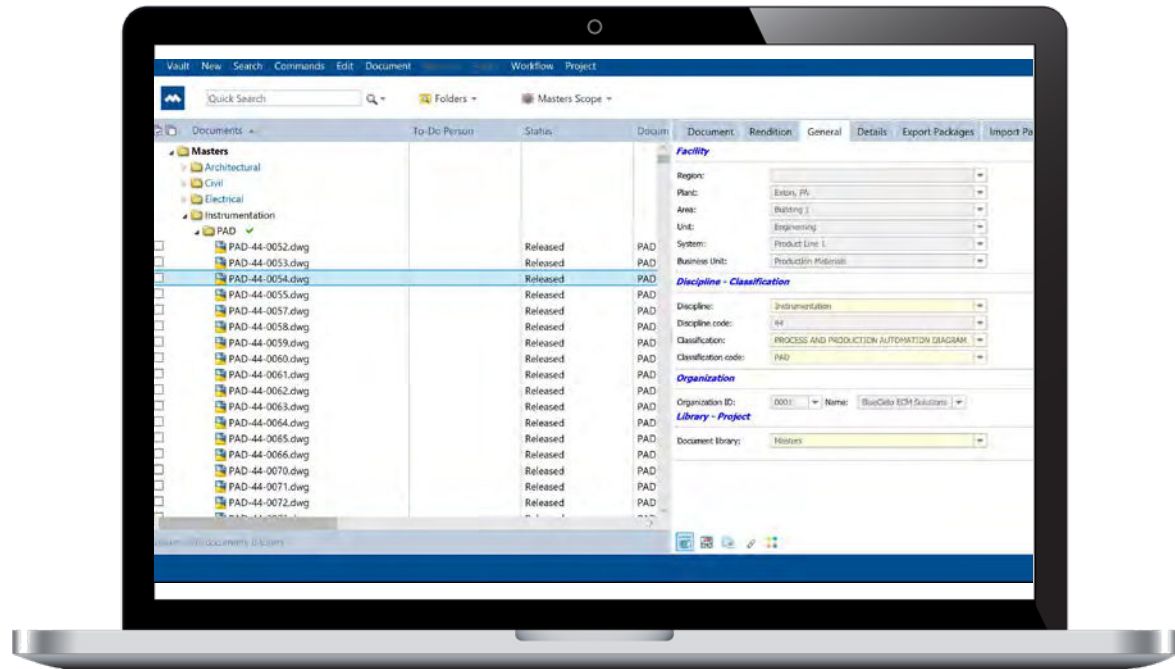 Vault New Search Commands Edit Document Workflow Project
Quick Search Folders Masters Scope
Documents To-Do Person Status Docum
Masters
Architectural
Civil
Electrical
Instrumentation
PAD
PAD-44-0052.dwg Released PAD
PAD-44-0053.dwg Released PAD
PAD-44-0054.dwg Released PAD
PAD-44-0055.dwg Released PAD
PAD-44-0057.dwg Released PAD
PAD-44-0058.dwg Released PAD
PAD-44-0059.dwg Released PAD
PAD-44-0060.dwg Released PAD
PAD-44-0061.dwg Released PAD
PAD-44-0062.dwg Released PAD
PAD-44-0063.dwg Released PAD
PAD-44-0064.dwg Released PAD
PAD-44-0065.dwg Released PAD
PAD-44-0066.dwg Released PAD
PAD-44-0070.dwg Released PAD
PAD-44-0071.dwg Released PAD
PAD-44-0072.dwg Released PAD
Document Rendition General Details Export Packages Import Pa
Facility
Region:
Plant: Exton, PA
Area: Building 1
Unit: Engineering
System: Product Line 1
Business Unit: Production Materials
Discipline - Classification
Discipline: Instrumentation
Discipline code: 44
Classification: PROCESS AND PRODUCTION AUTOMATION DIAGRAM
Classification code: PAD
Organization
Organization ID: 0001 Name: BlueCielo ECM Solutions
Library - Project
Document library: Masters